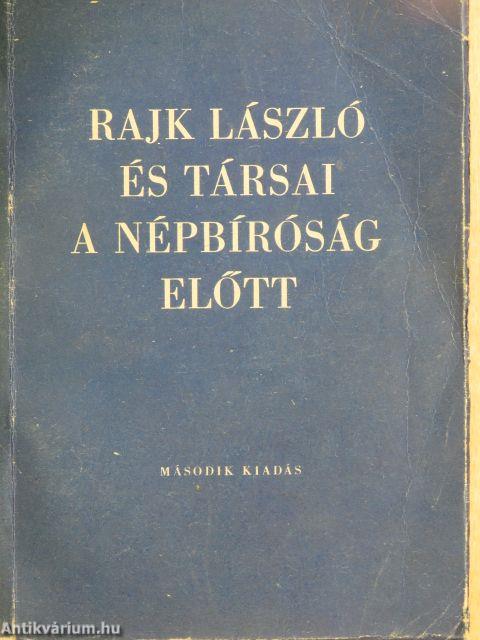 RAJK LÁSZLÓ
ÉS TÁRSAI
A NÉPBÍRÓSÁG
ELŐTT
MÁSODIK KIADÁS
Antikvárium.hu